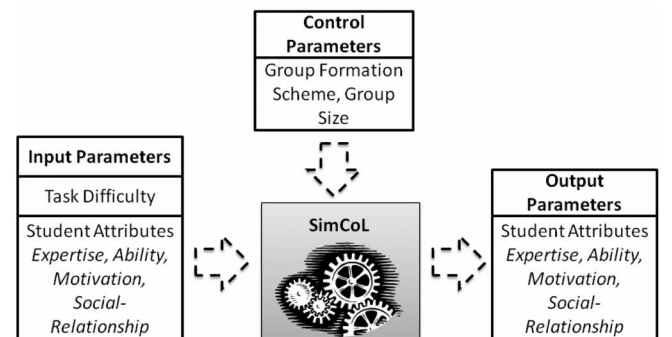 Control
Parameters
Group Formation
Scheme, Group
Size
Input Parameters
Task Difficulty
Student Attributes
Expertise, Ability,
Motivation,
Social-
Relationship
SimCoL
Output
Parameters
Student Attributes
Expertise, Ability,
Motivation,
Social-
Relationship